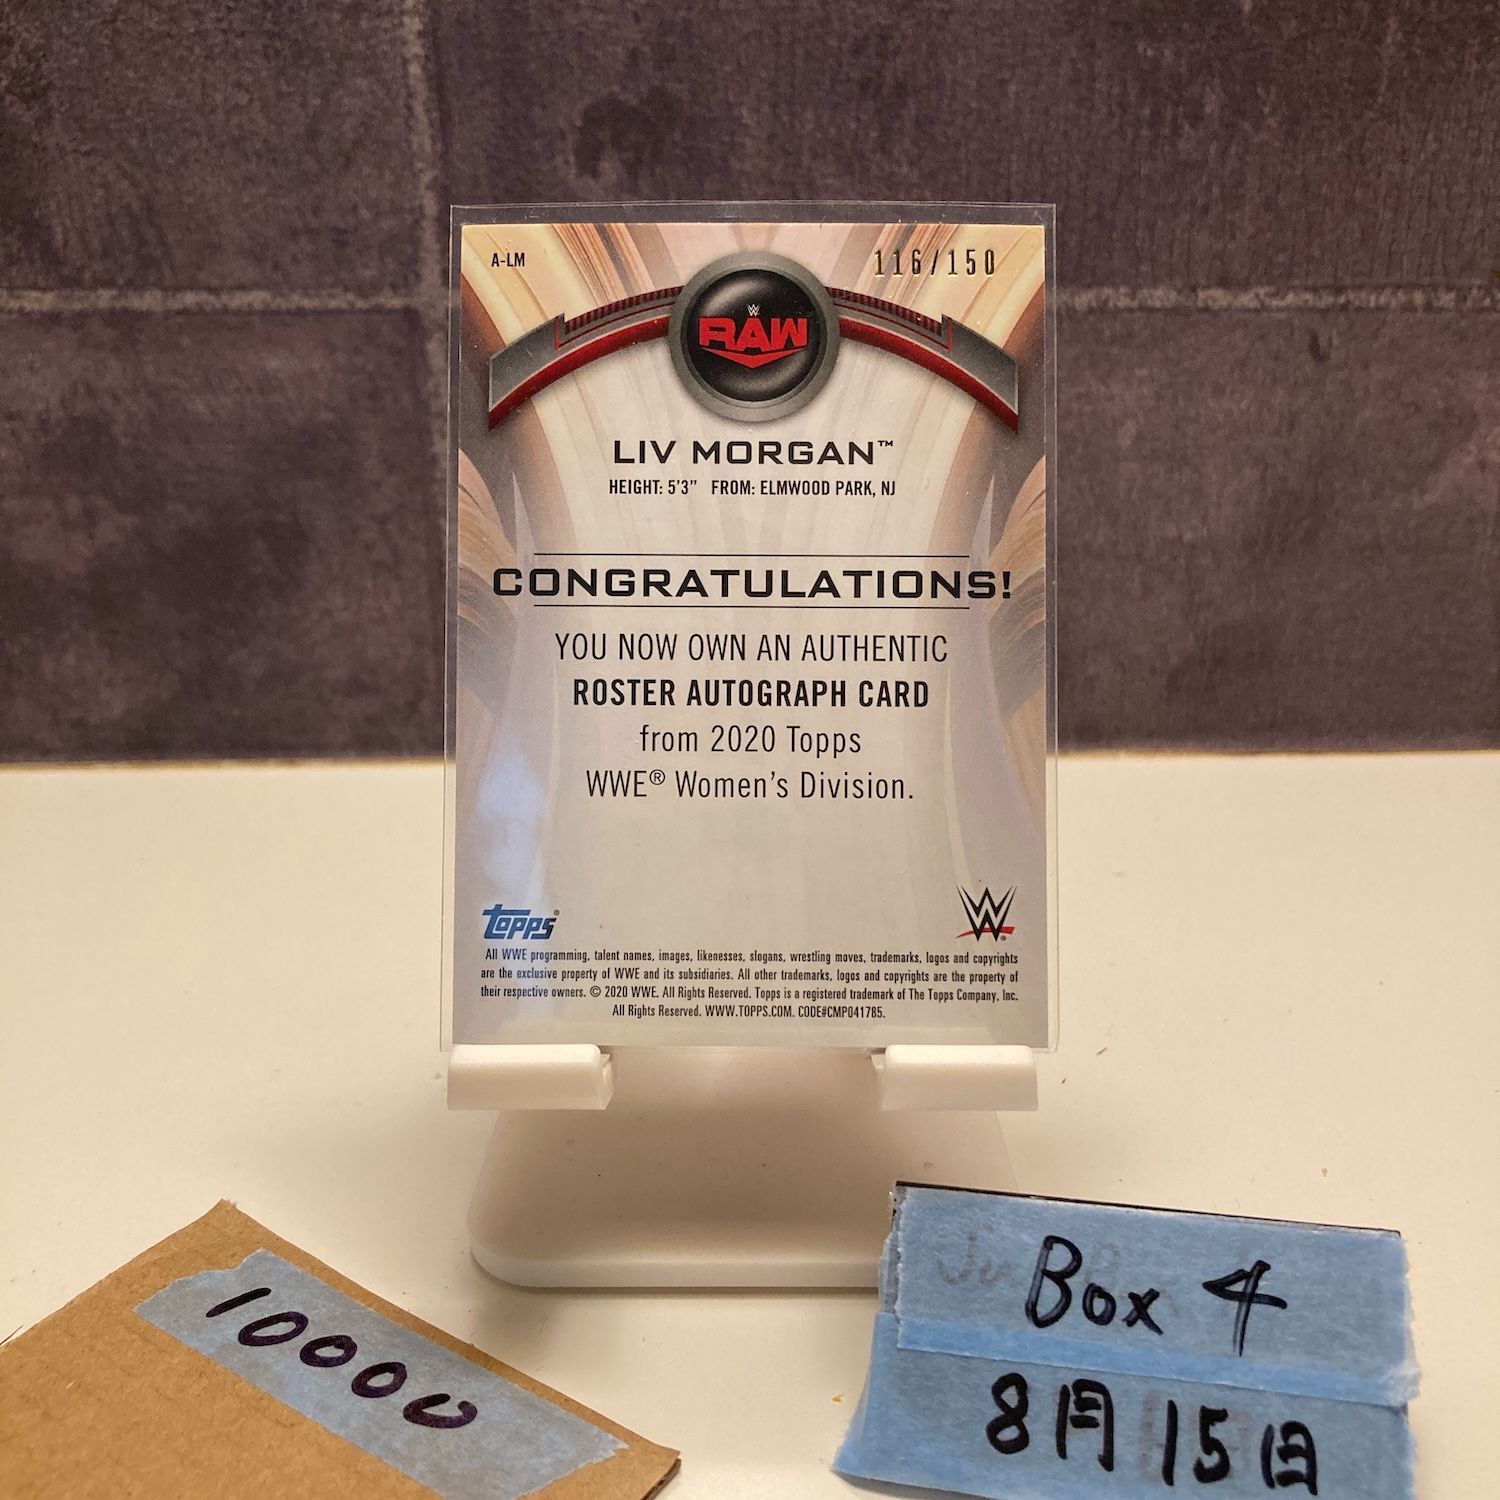 A-LM
116/150
W
RAW
LIV MORGAN™
HEIGHT: 5'3" FROM: ELMWOOD PARK, NJ
CONGRATULATIONS!
YOU NOW OWN AN AUTHENTIC
ROSTER AUTOGRAPH CARD
from 2020 Topps
WWE® Women's Division.
Topps®
W®
All WWE programming, talent names, images, likenesses, slogans, wrestling moves, trademarks, logos and copyrights
are the exclusive property of WWE and its subsidiaries. All other trademarks, logos and copyrights are the property of
their respective owners. © 2020 WWE. All Rights Reserved. Topps is a registered trademark of The Topps Company, Inc.
All Rights Reserved. WWW.TOPPS.COM. CODE#CMP041785.
10000
Box 4
8月15日